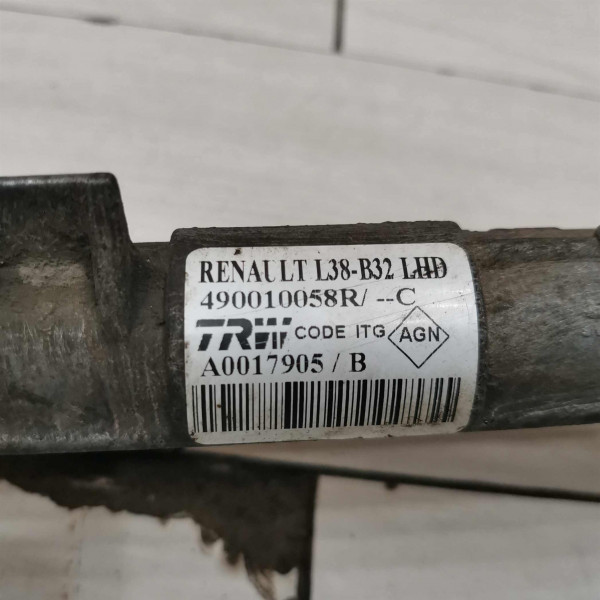 RENAULT L38-B32 LHD
490010058R/ --C
TRW CODE ITG AGN
A0017905 / B